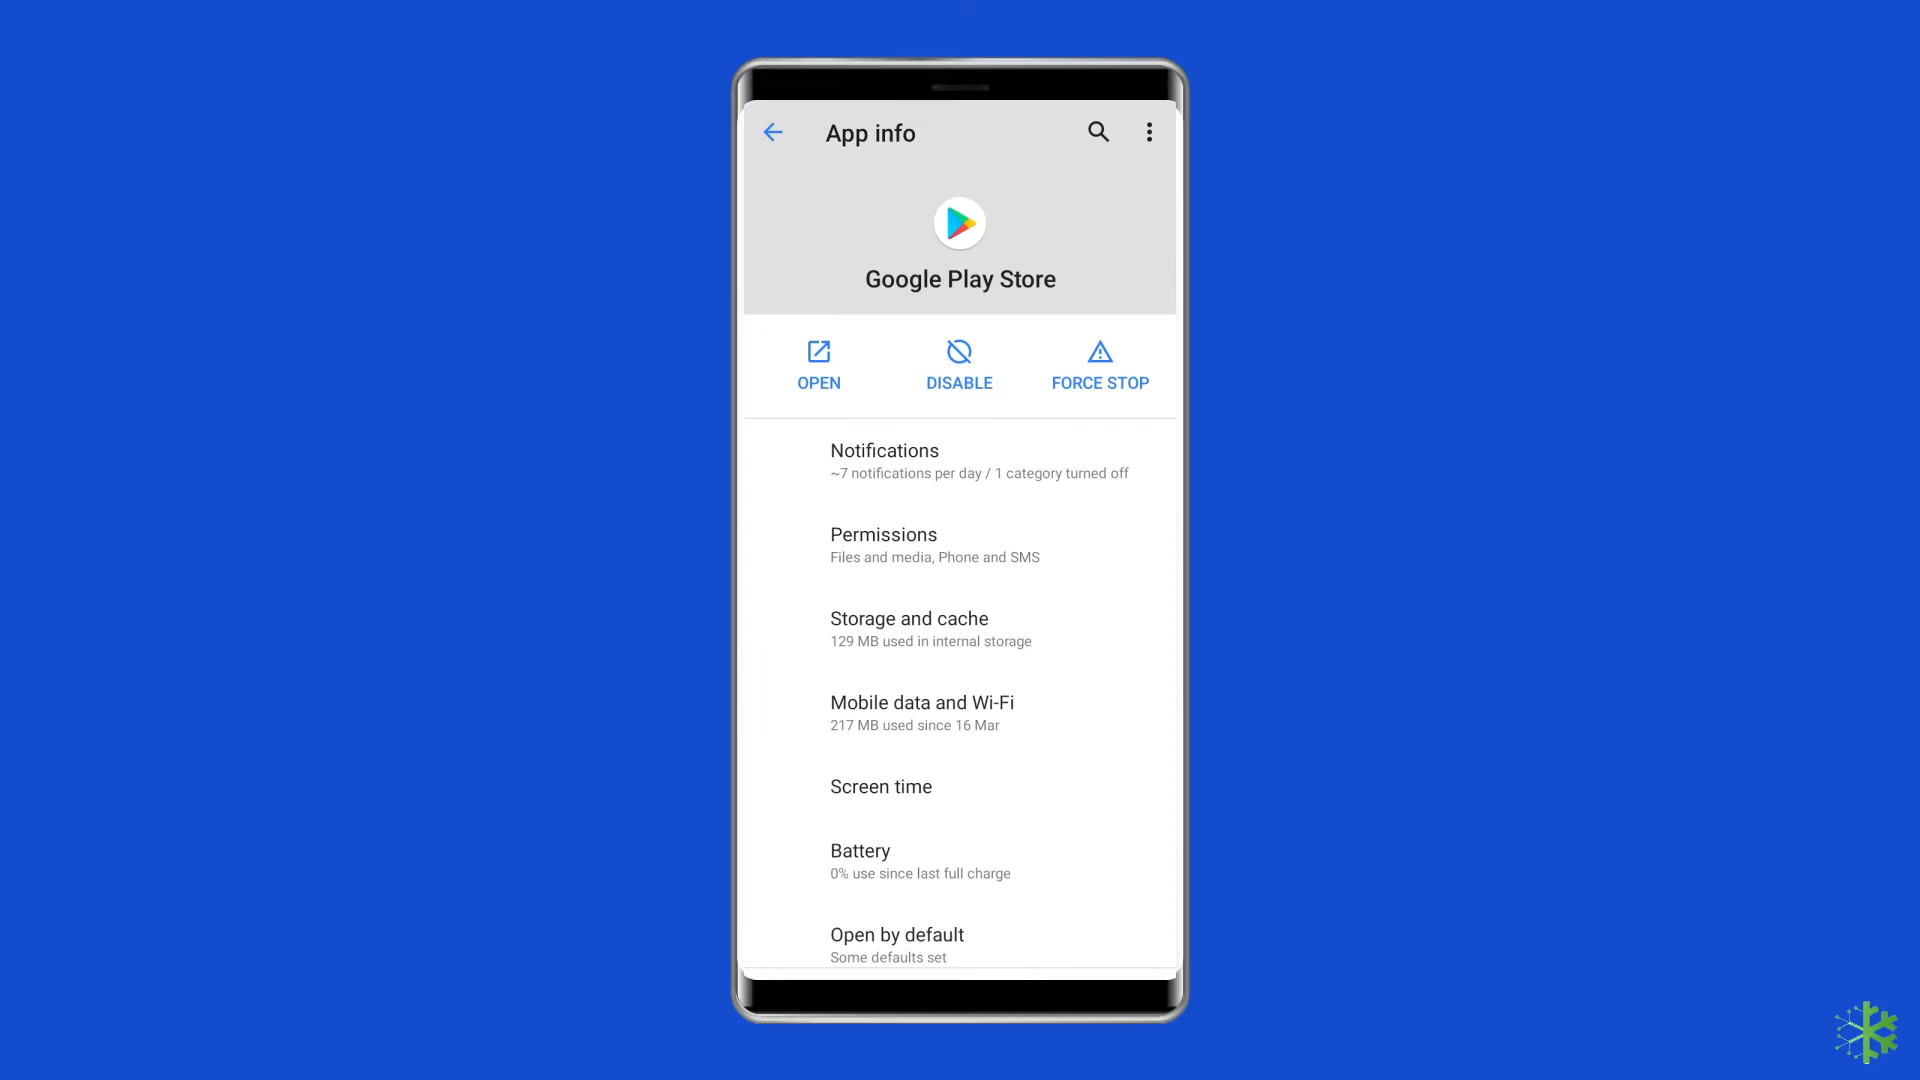 App info
Google Play Store
OPEN
DISABLE
FORCE STOP
Notifications
~7 notifications per day / 1 category turned off
Permissions
Files and media, Phone and SMS
Storage and cache
129 MB used in internal storage
Mobile data and Wi-Fi
217 MB used since 16 Mar
Screen time
Battery
0% use since last full charge
Open by default
Some defaults set